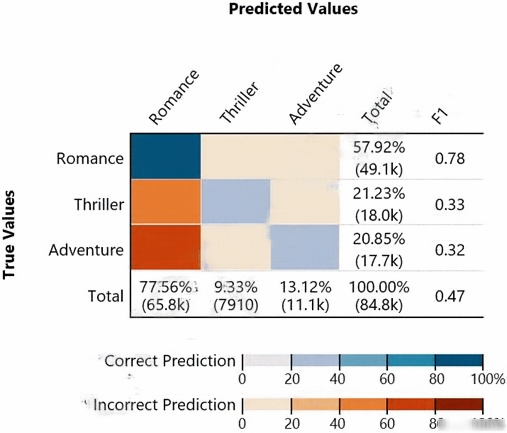 Predicted Values
Romance Thriller Adventure Total F1
True Values
Romance 57.92% (49.1k) 0.78
Thriller 21.23% (18.0k) 0.33
Adventure 20.85% (17.7k) 0.32
Total 77.56% (65.8k) 9.33% (7910) 13.12% (11.1k) 100.00% (84.8k) 0.47
Correct Prediction
0 20 40 60 80 100%
Incorrect Prediction
0 20 40 60 80